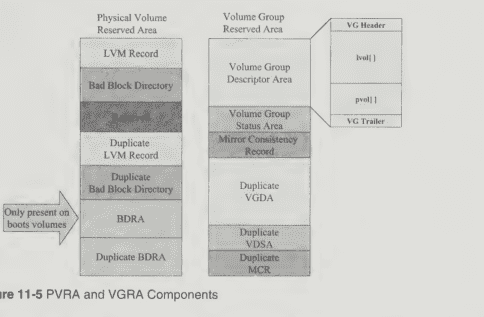 Physical Volume
Reserved Area
LVM Record
Bad Block Directory
Duplicate
LVM Record
Duplicate
Bad Block Directory
BDRA
Duplicate BDRA
Only present on
boots volumes
Volume Group
Reserved Area
Volume Group
Descriptor Area
Volume Group
Status Area
Mirror Consistency
Record
Duplicate
VGDA
Duplicate
VDSA
Duplicate
MCR
VG Header
lvol[ ]
pvol[ ]
VG Trailer
ure 11-5 PVRA and VGRA Components